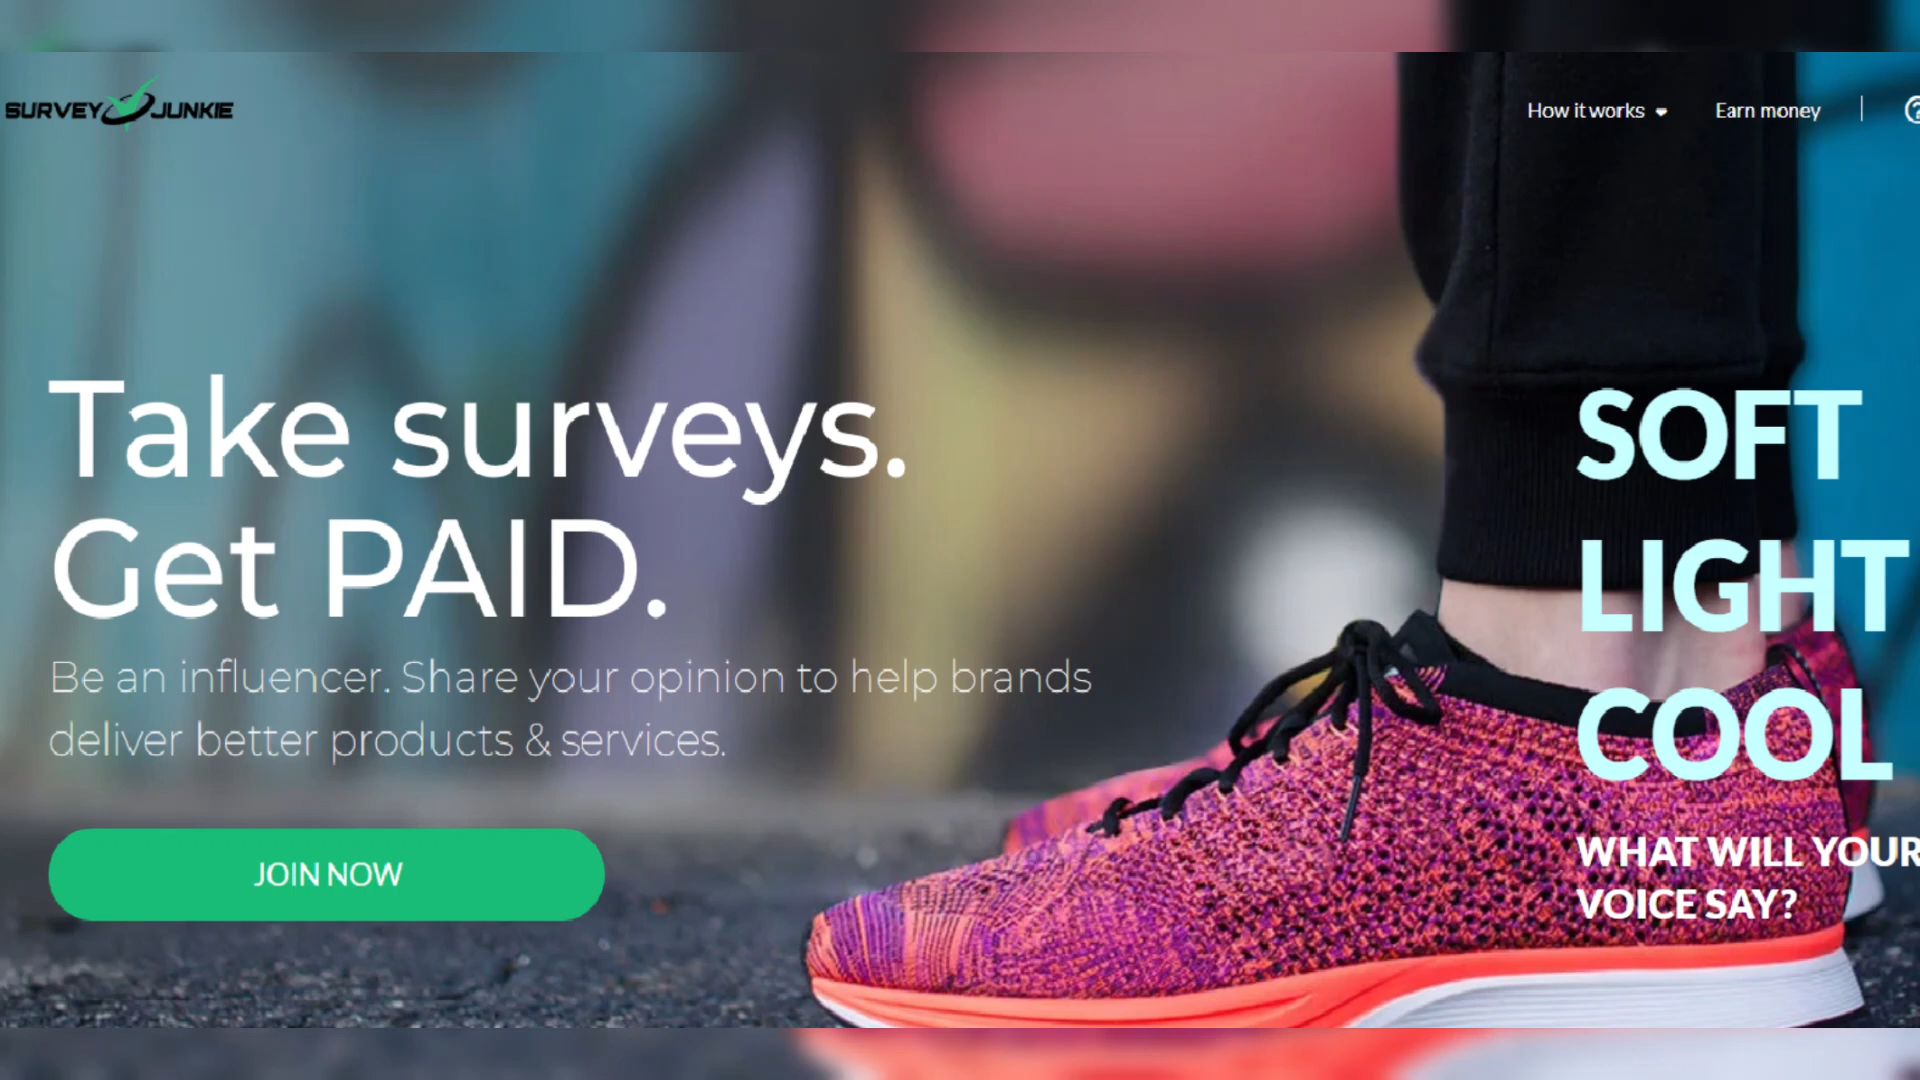 SURVEY JUNKIE
How it works
Earn money
Take surveys.
Get PAID.
Be an influencer. Share your opinion to help brands
deliver better products & services.
JOIN NOW
SOFT
LIGHT
COOL
WHAT WILL YOUR
VOICE SAY?